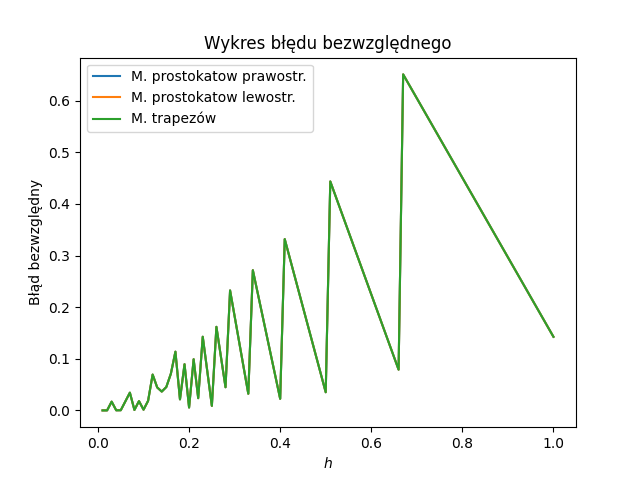 Wykres błędu bezwzględnego
M. prostokatow prawostr.
M. prostokatow lewostr.
M. trapezów
Błąd bezwzględny
0.6
0.5
0.4
0.3
0.2
0.1
0.0
0.0 0.2 0.4 0.6 0.8 1.0
h